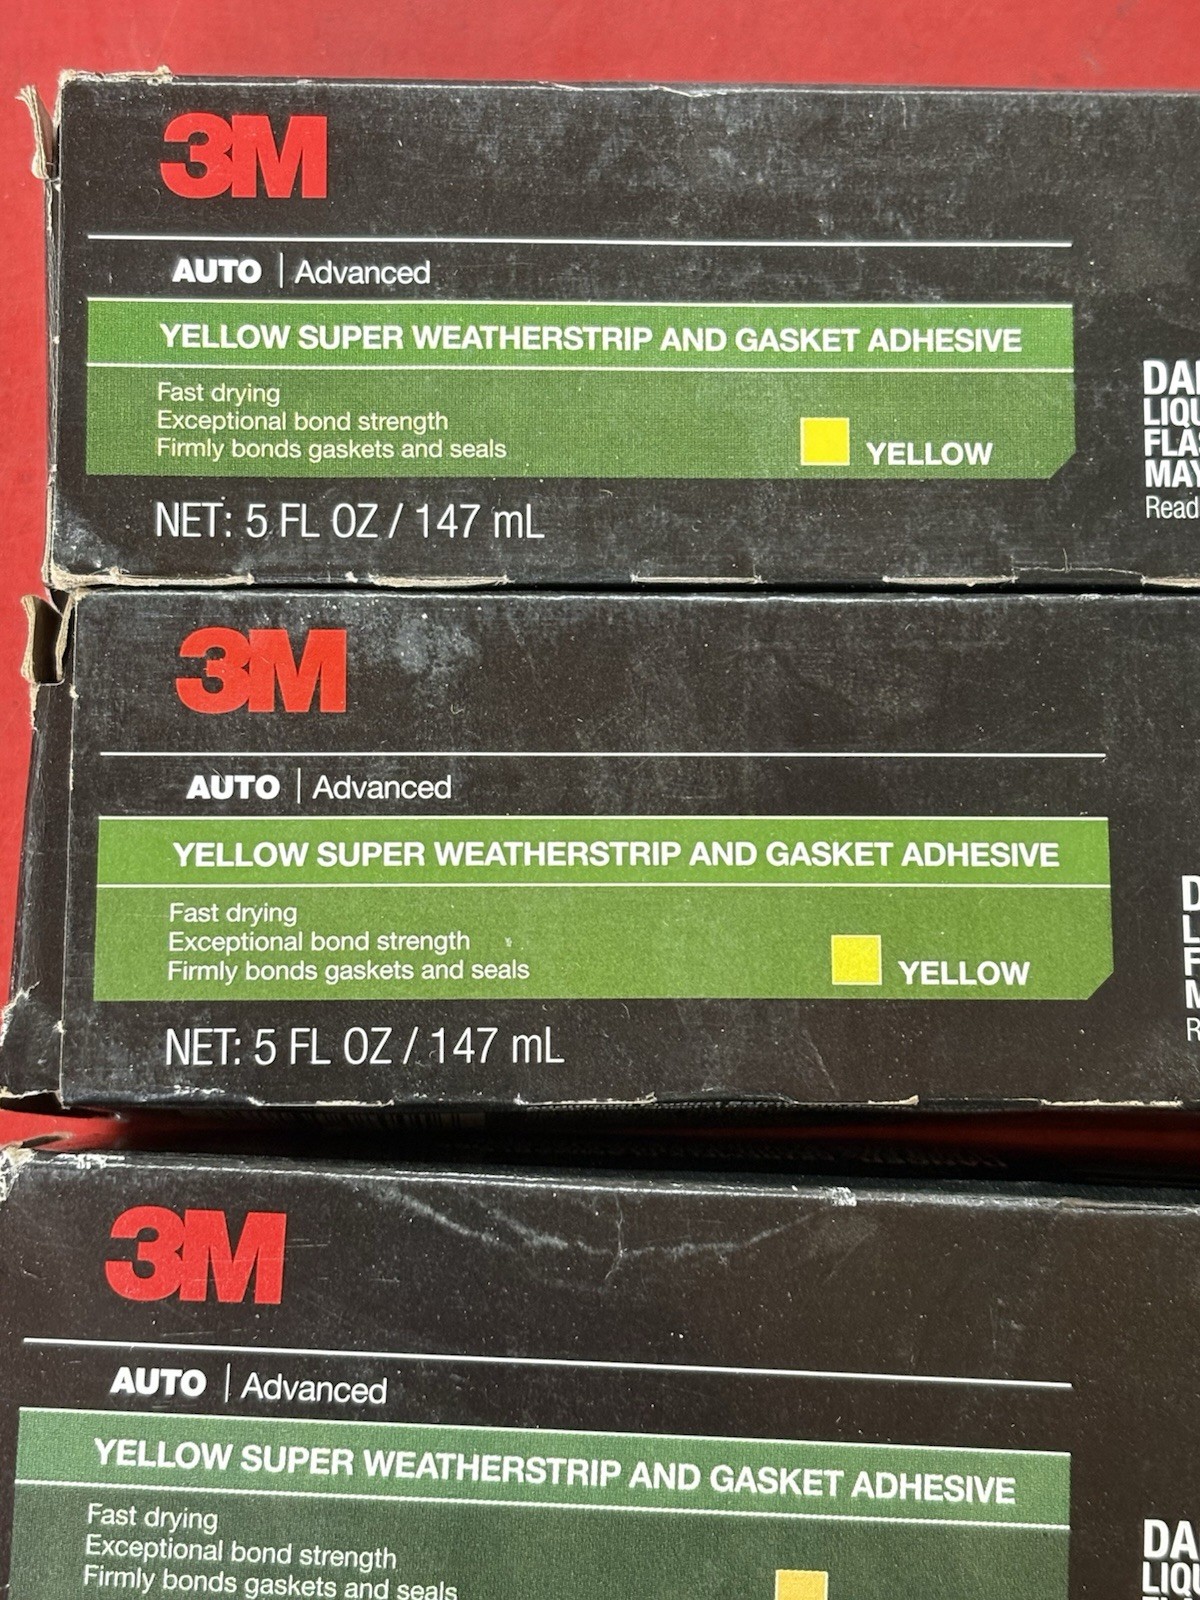 3M
AUTO | Advanced
YELLOW SUPER WEATHERSTRIP AND GASKET ADHESIVE
Fast drying
Exceptional bond strength
Firmly bonds gaskets and seals
YELLOW
NET: 5 FL OZ / 147 mL
Read
3M
AUTO | Advanced
YELLOW SUPER WEATHERSTRIP AND GASKET ADHESIVE
Fast drying
Exceptional bond strength
Firmly bonds gaskets and seals
YELLOW
NET: 5 FL OZ / 147 mL
3M
AUTO | Advanced
YELLOW SUPER WEATHERSTRIP AND GASKET ADHESIVE
Fast drying
Exceptional bond strength
Firmly bonds gaskets and seals